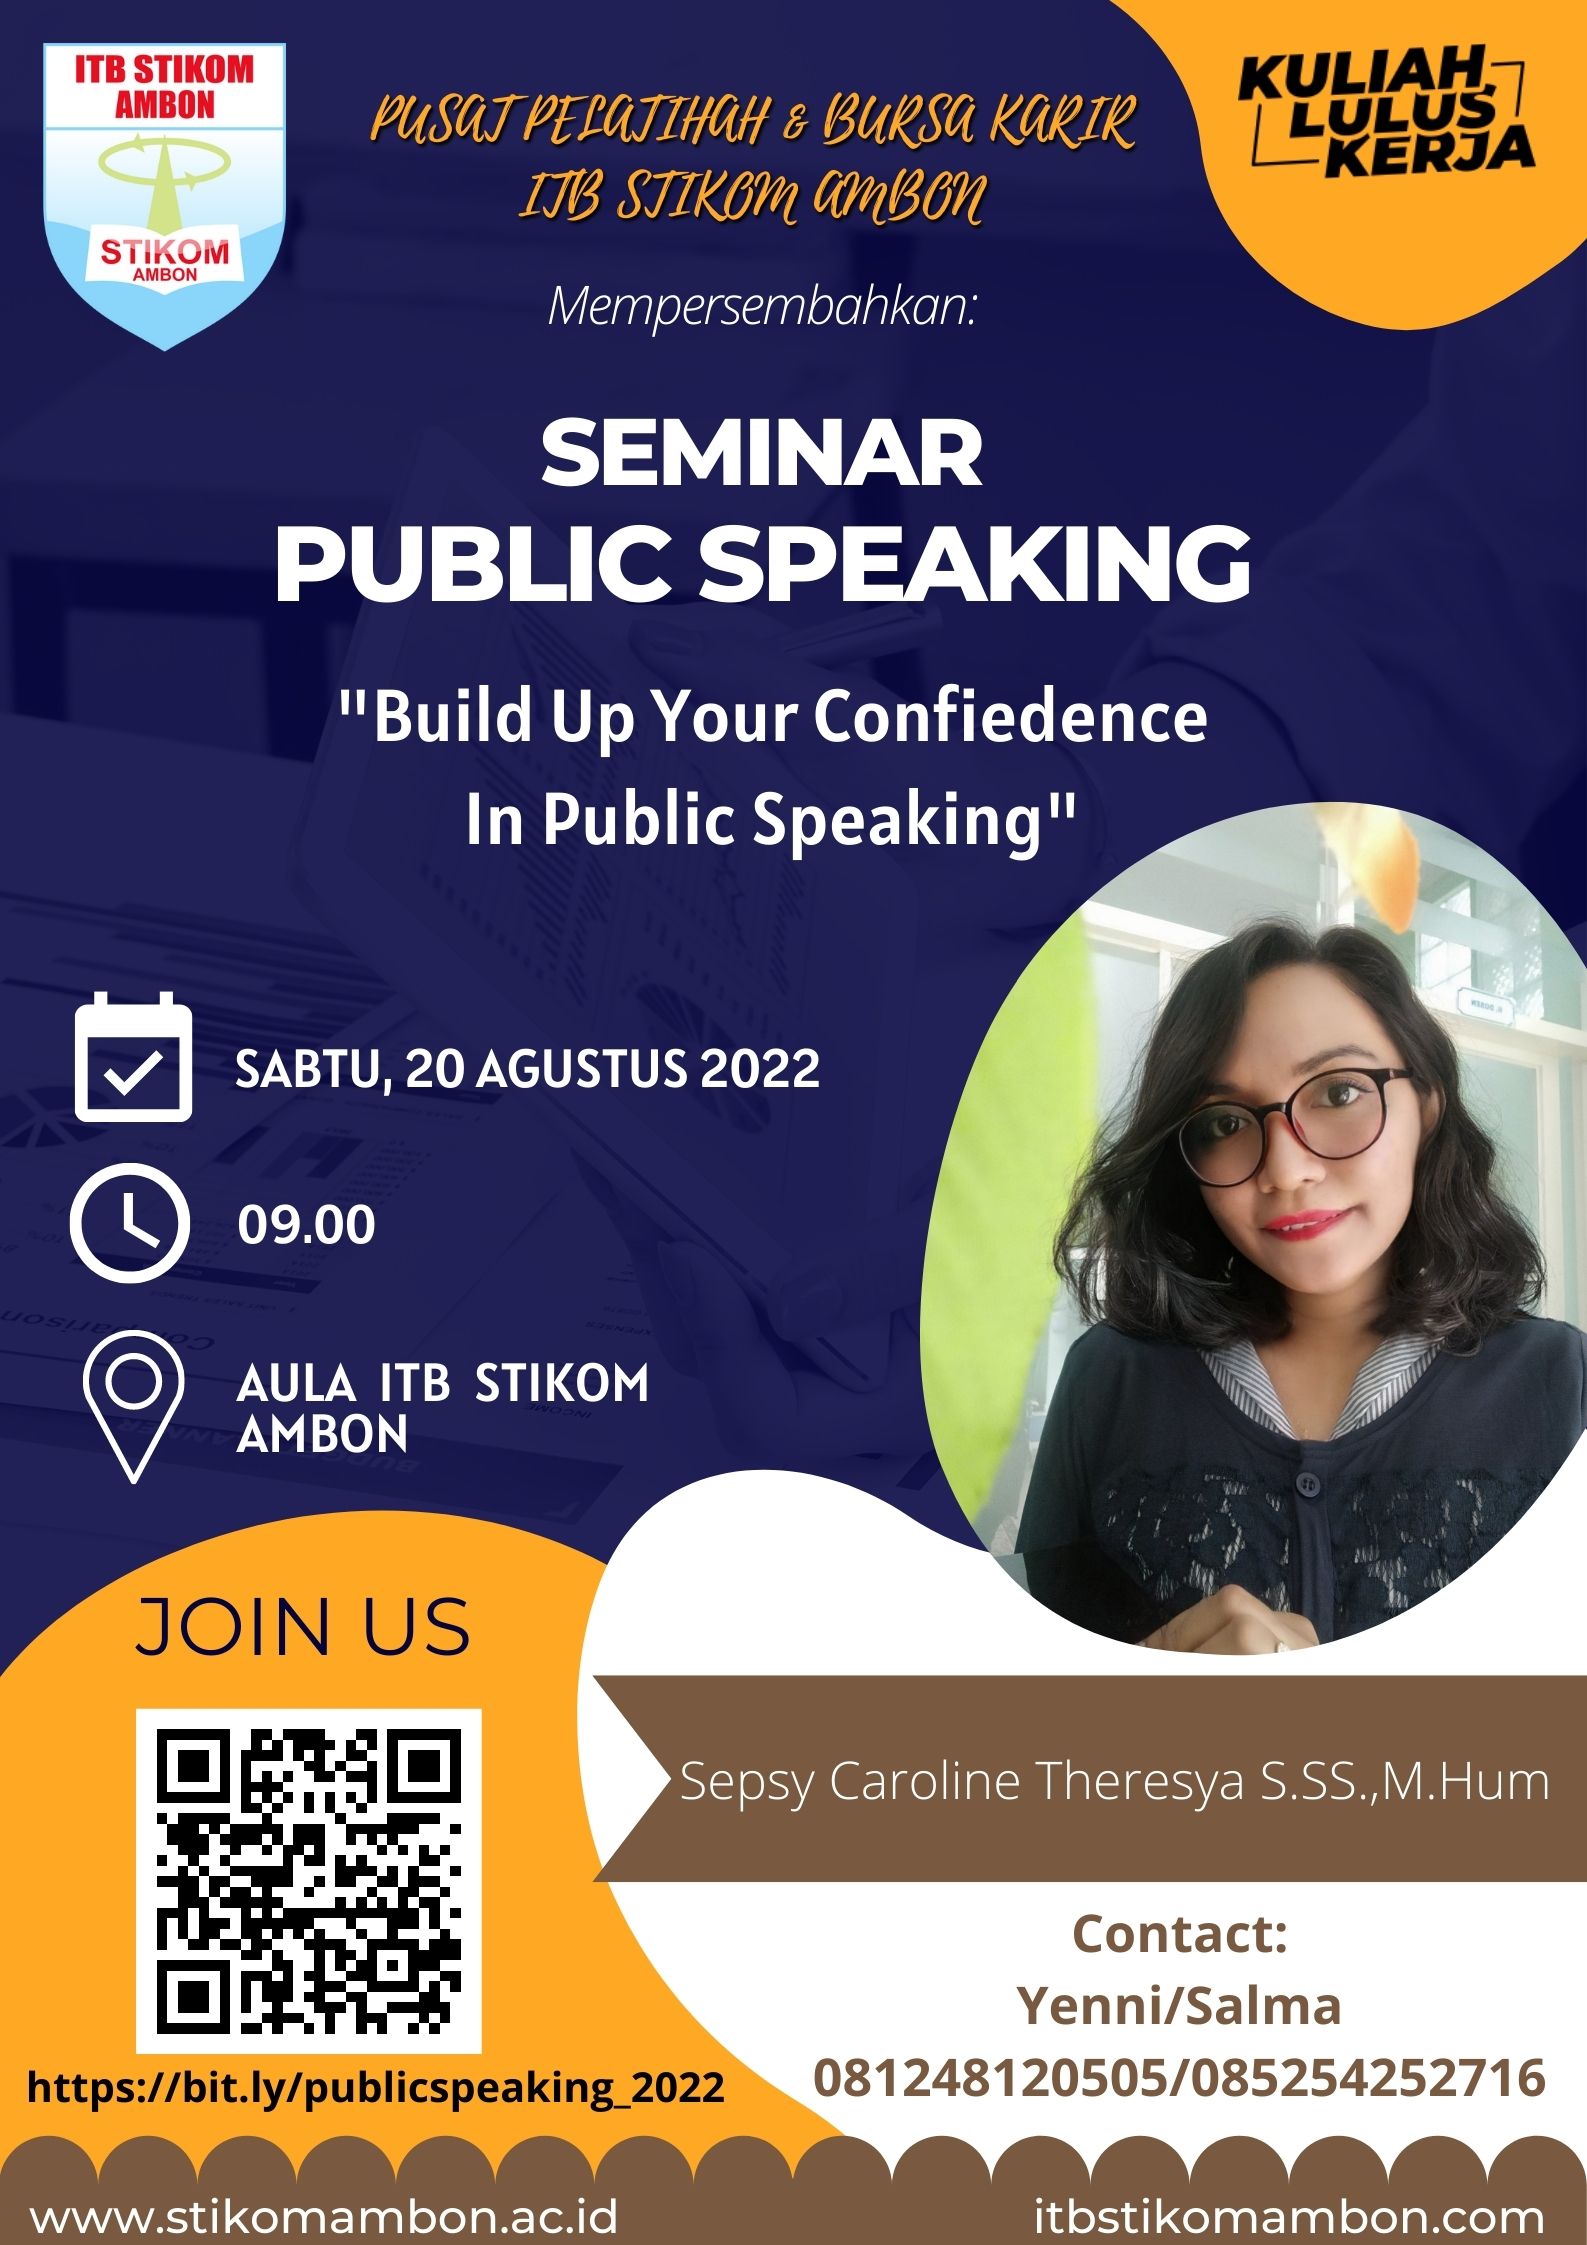 ITB STIKOM
AMBON
STIKOM
AMBON
PUSAT PELATIHAH & BURSA KARIR
ITB STIKOM AMBON
KULIAH,
LULUS,
KERJA
Mempersembahkan:
SEMINAR
PUBLIC SPEAKING
"Build Up Your Confiedence
In Public Speaking"
SABTU, 20 AGUSTUS 2022
09.00
AULA ITB STIKOM
AMBON
JOIN US
https://bit.ly/publicspeaking_2022
Sepsy Caroline Theresya S.SS.,M.Hum
Contact:
Yenni/Salma
081248120505/085254252716
www.stikomambon.ac.id
itbstikomambon.com